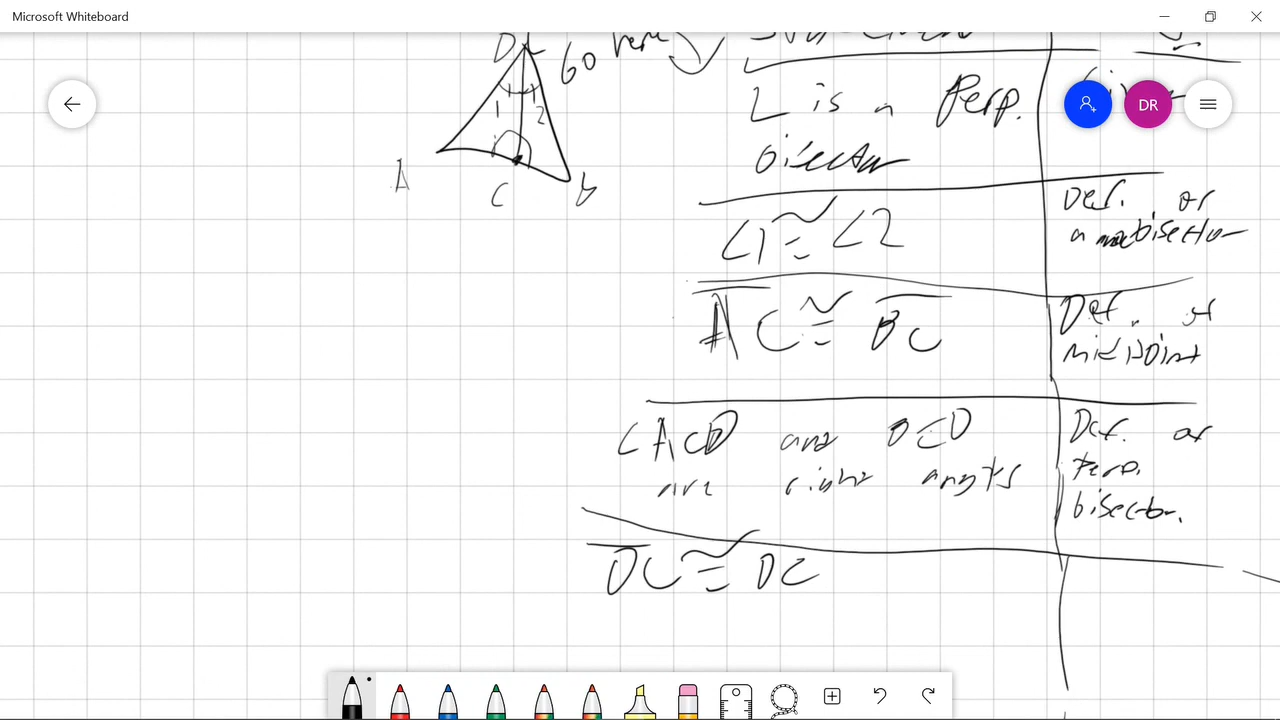 Microsoft Whiteboard
DR
D
60 here
1
2
A
C
L is a Perp.
bisector
∠1 ≅ ∠2
Def. of
a bisector
AC ≅ BC
Def. of
midpoint
∠ACD and BCD
are right angles
Def. of
Perp.
bisector.
DC ≅ DC